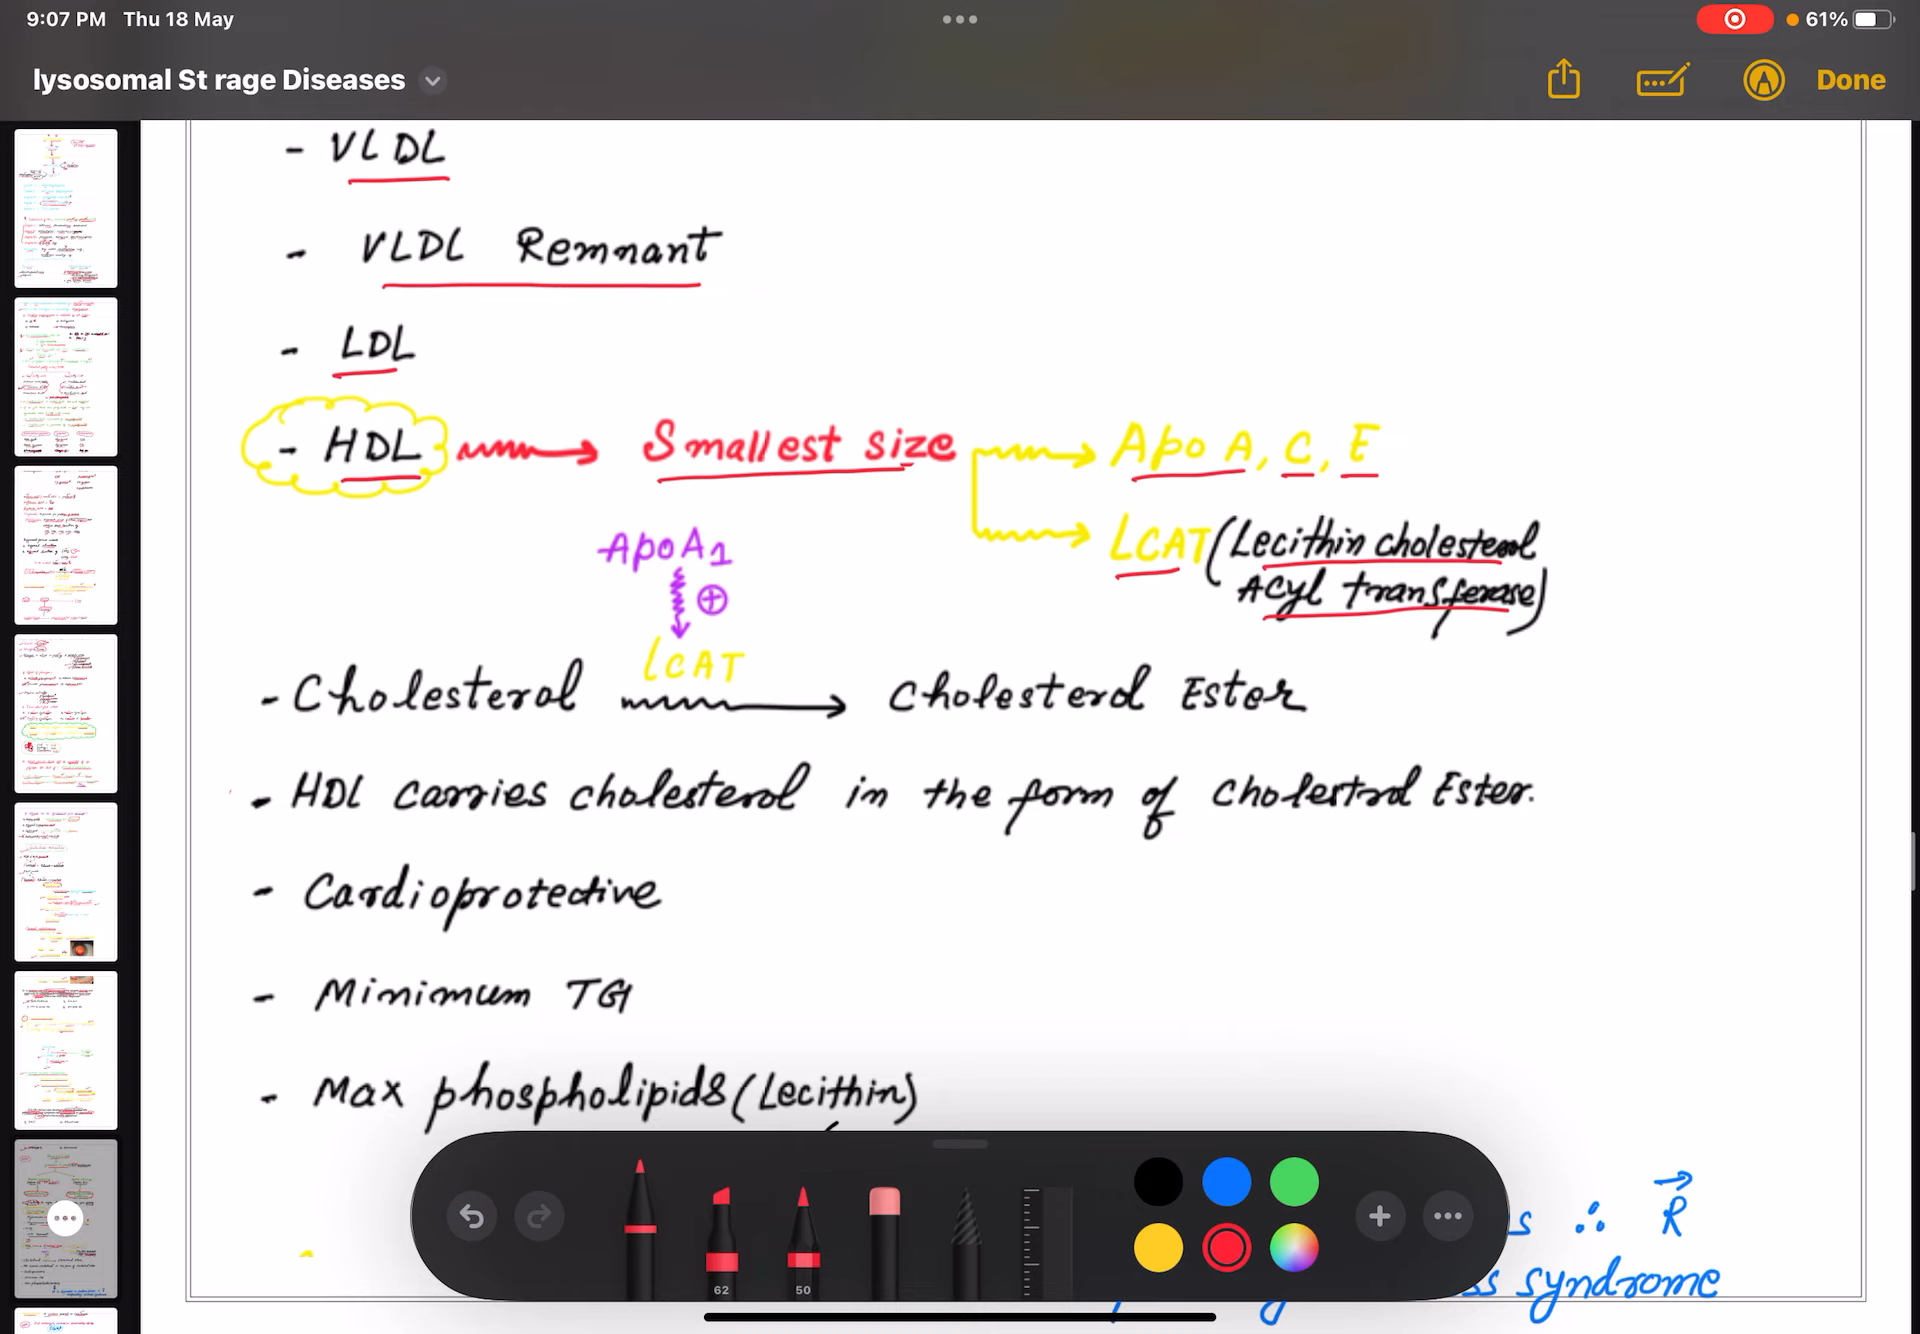 9:07 PM Thu 18 May
61%
lysosomal St rage Diseases
Done
- VLDL
- VLDL Remnant
- LDL
- HDL → Smallest size → Apo A, C, E
→ LCAT (Lecithin cholesterol
Acyl transferase)
ApoA1
⊕
LCAT
- Cholesterol → Cholesterol Ester
- HDL carries cholesterol in the form of cholesterol Ester.
- Cardioprotective
- Minimum TG
- Max phospholipids (Lecithin)
s ∴ R
ss syndrome
62
50